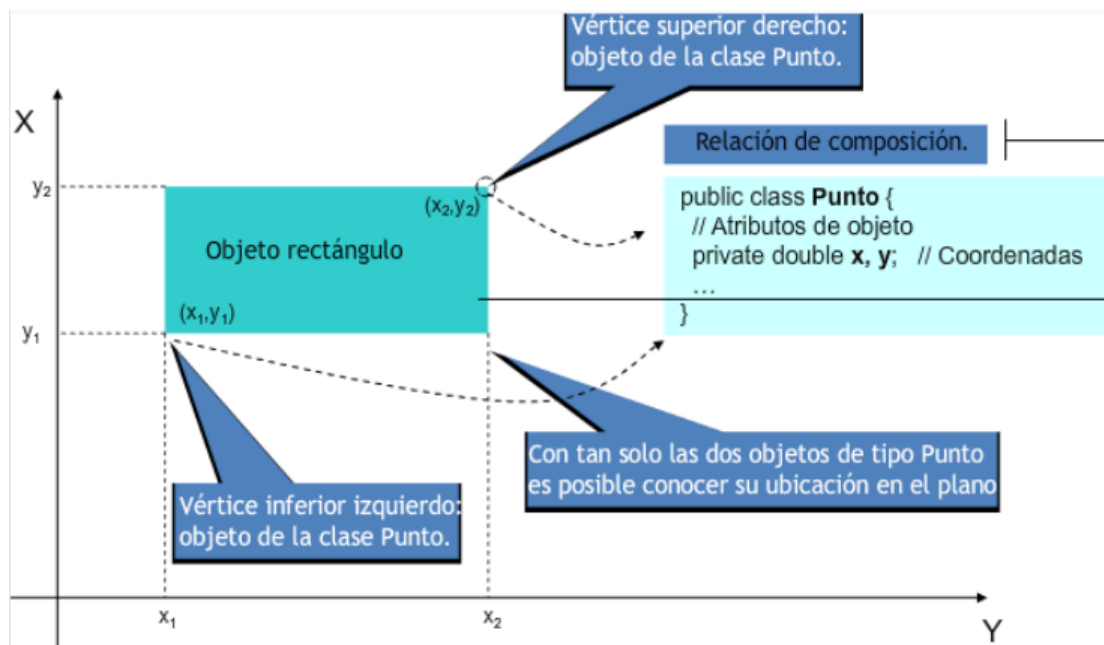 Vértice superior derecho:
objeto de la clase Punto.
X
Relación de composición.
y₂
(x₂,y₂)
public class Punto {
// Atributos de objeto
private double x, y; // Coordenadas
...
}
Objeto rectángulo
(x₁,y₁)
y₁
Con tan solo las dos objetos de tipo Punto
es posible conocer su ubicación en el plano
Vértice inferior izquierdo:
objeto de la clase Punto.
x₁
x₂
Y